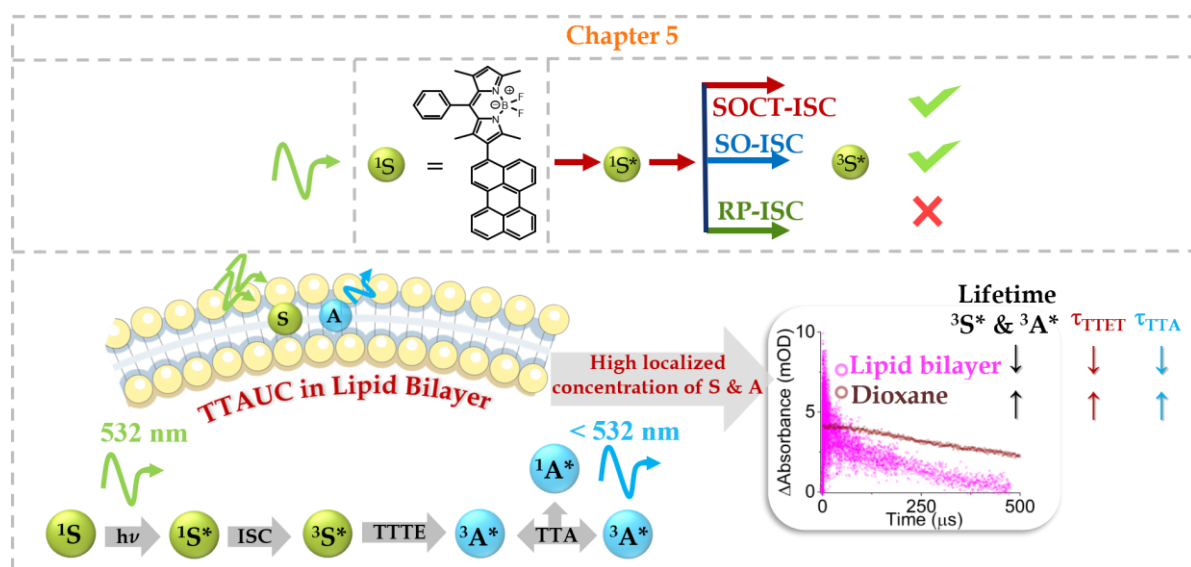 Chapter 5
¹S
=
N
N
⊕
⊖
B
F
F
¹S*
SOCT-ISC
SO-ISC
RP-ISC
³S*
S
A
TTAUC in Lipid Bilayer
High localized
concentration of S & A
Lifetime
³S* & ³A*
τTTET
τTTA
↓ ↓ ↓
↑ ↑ ↑
Lipid bilayer
Dioxane
ΔAbsorbance (mOD)
10
5
0
0 250 500
Time (μs)
532 nm
< 532 nm
¹A*
¹S
hν
¹S*
ISC
³S*
TTTE
³A*
TTA
³A*